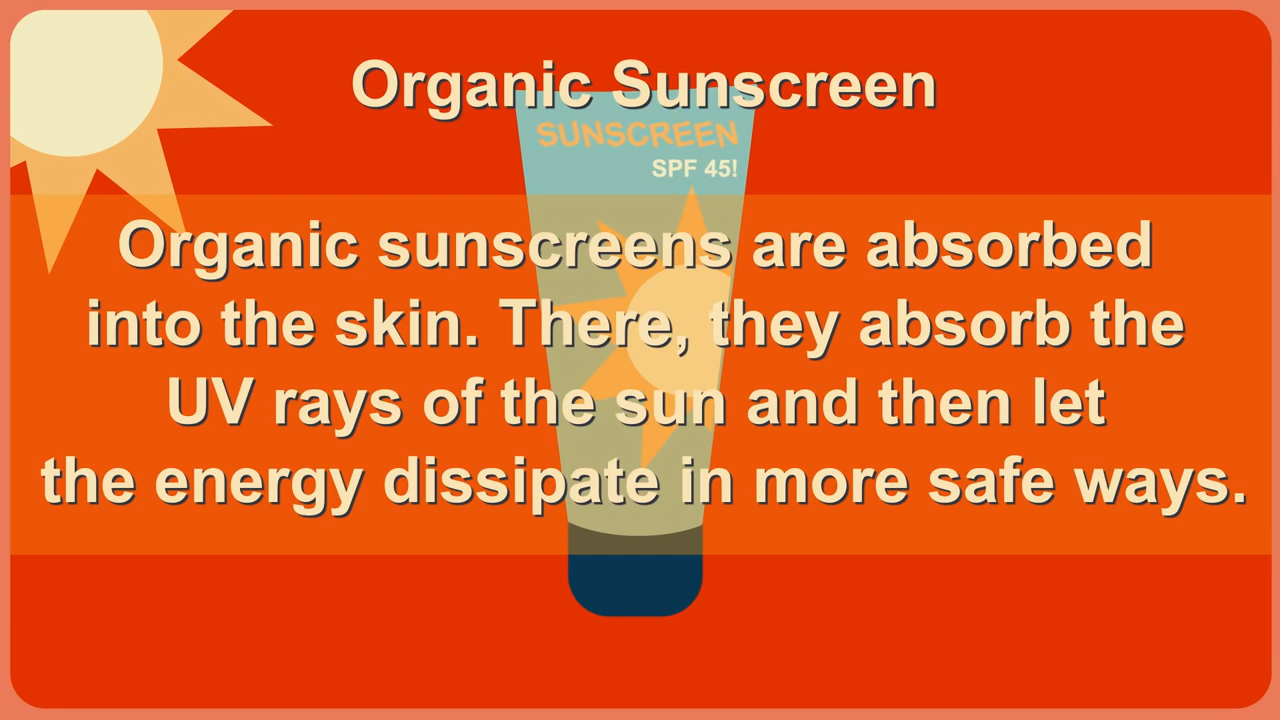 Organic Sunscreen
SUNSCREEN
SPF 45!
Organic sunscreens are absorbed
into the skin. There, they absorb the
UV rays of the sun and then let
the energy dissipate in more safe ways.